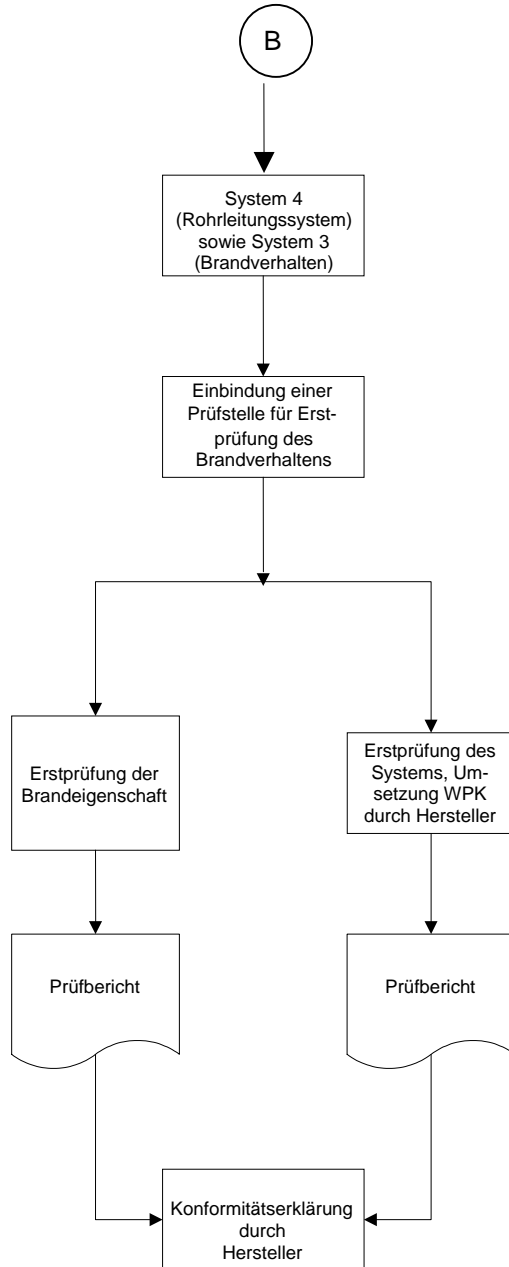 B
System 4
(Rohrleitungssystem)
sowie System 3
(Brandverhalten)
Einbindung einer
Prüfstelle für Erst-
prüfung des
Brandverhaltens
Erstprüfung der
Brandeigenschaft
Erstprüfung des
Systems, Um-
setzung WPK
durch Hersteller
Prüfbericht
Prüfbericht
Konformitätserklärung
durch
Hersteller